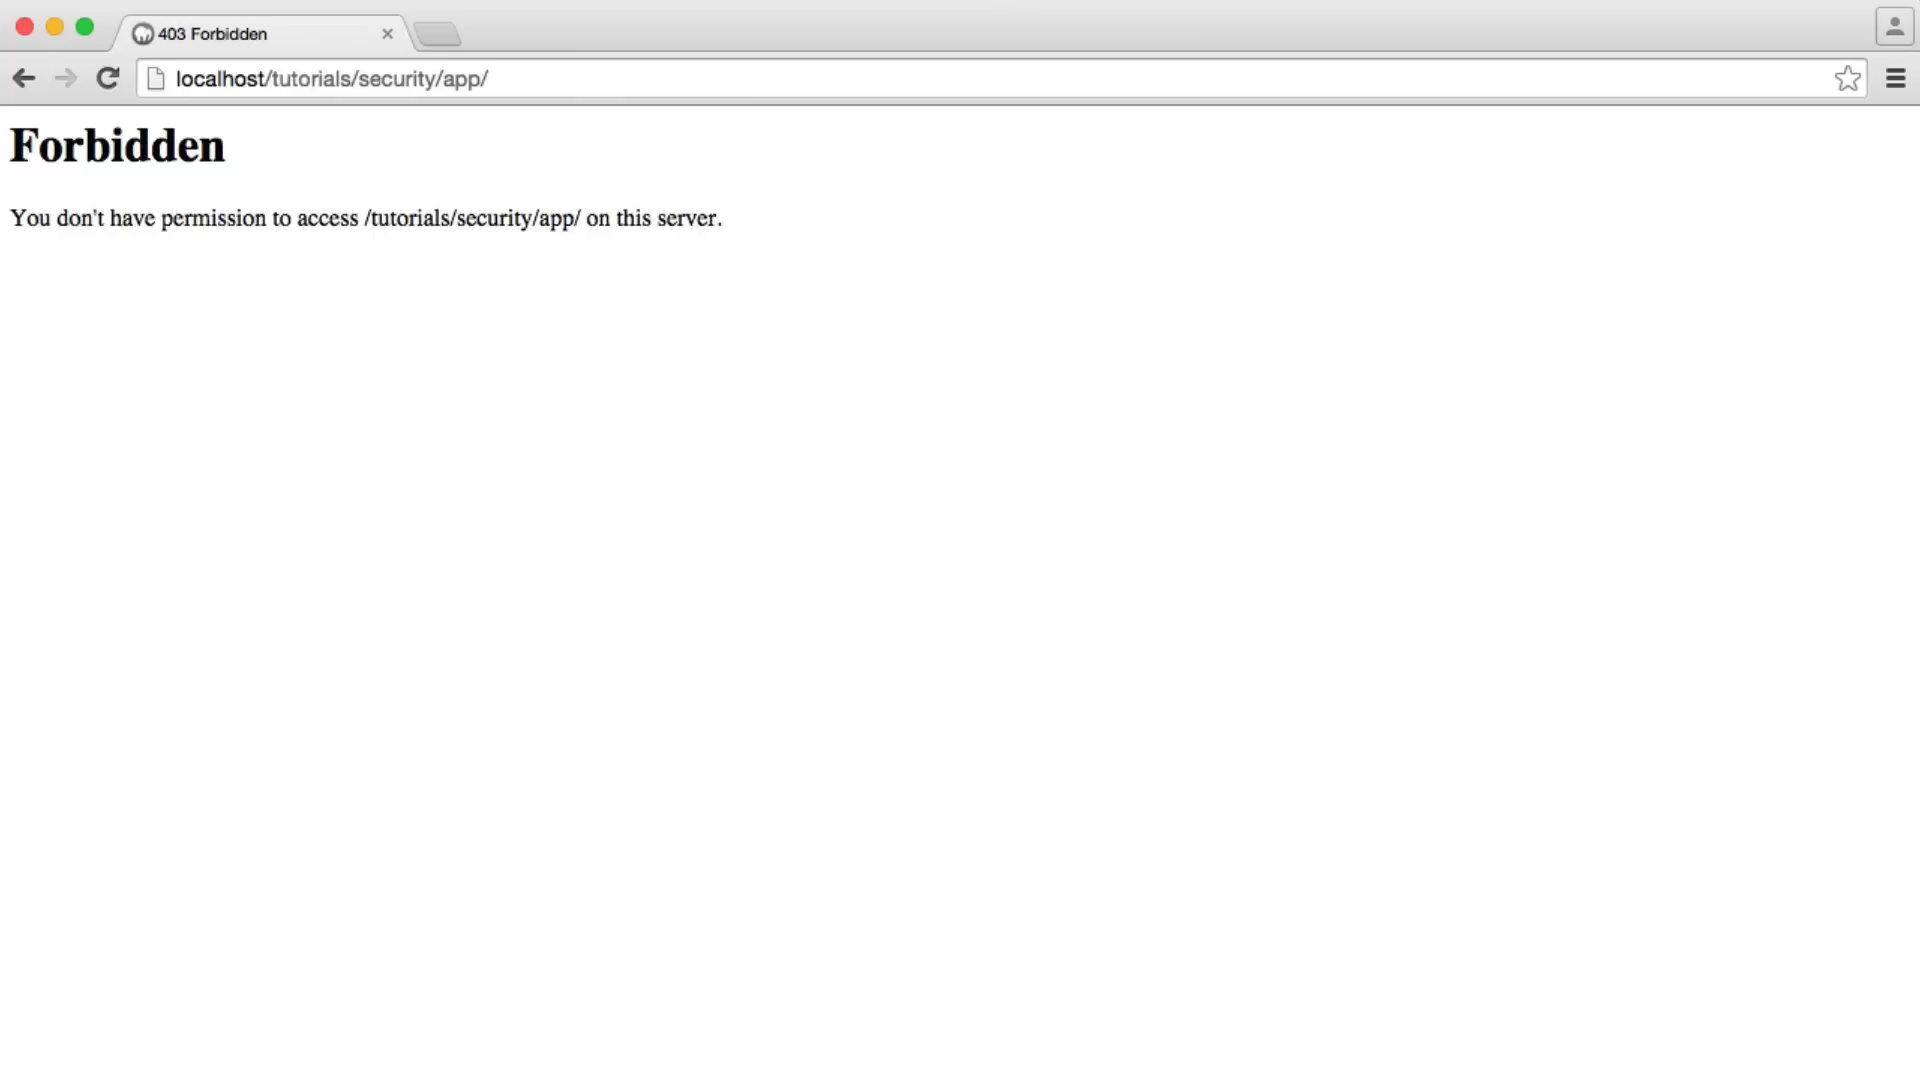 403 Forbidden
localhost/tutorials/security/app/
Forbidden
You don't have permission to access /tutorials/security/app/ on this server.